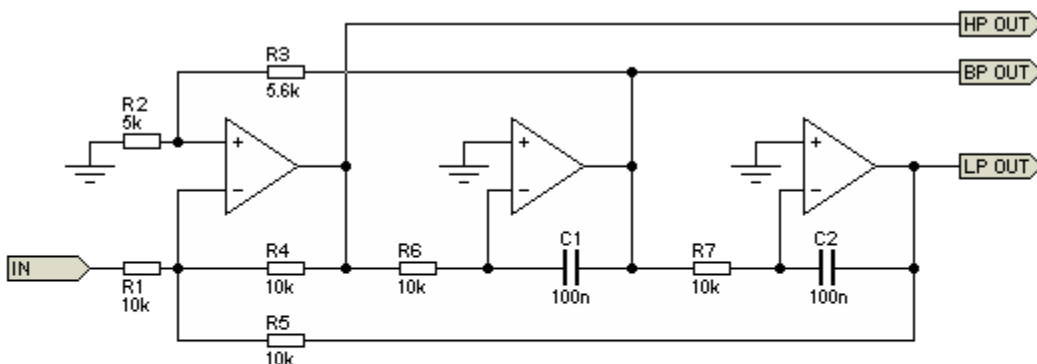 HP OUT
R3
5.6k
BP OUT
R2
5k
+
-
+
-
+
-
LP OUT
IN
R1
10k
R4
10k
R6
10k
C1
100n
R7
10k
C2
100n
R5
10k